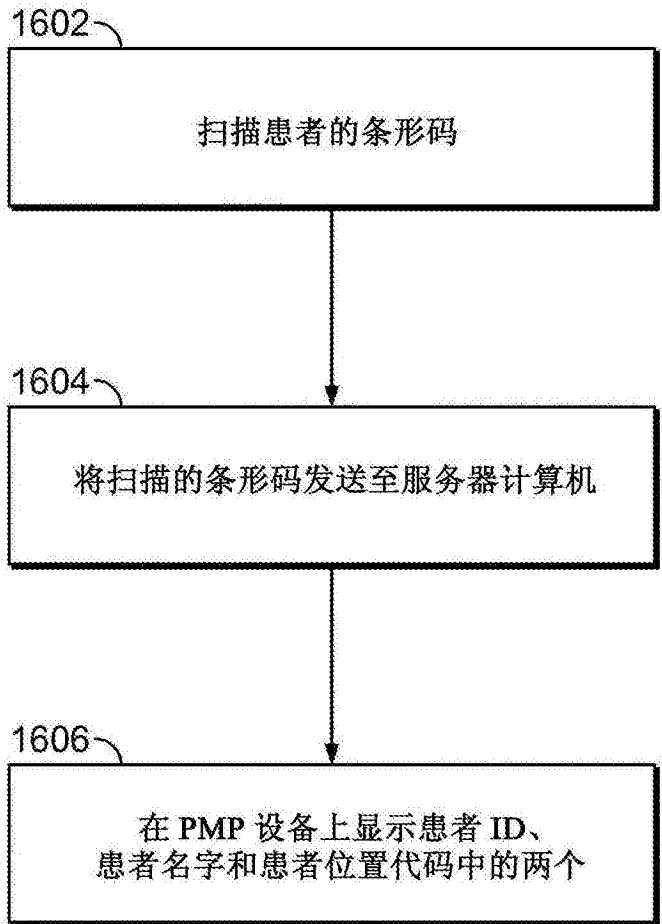 1602
扫描患者的条形码
1604
将扫描的条形码发送至服务器计算机
1606
在 PMP 设备上显示患者 ID、
患者名字和患者位置代码中的两个